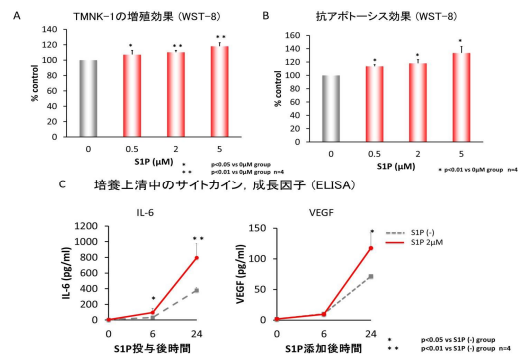 A
TMNK-1の増殖効果 (WST-8)
% control
140
120
100
80
60
40
20
0
*
* *
* *
0 0.5 2 5
S1P (μM)
* p<0.05 vs 0μM group
* * p<0.01 vs 0μM group n=4
B
抗アポトーシス効果 (WST-8)
% control
160
140
120
100
80
60
40
20
0
*
*
*
0 0.5 2 5
S1P (μM)
* p<0.01 vs 0μM group n=4
C
培養上清中のサイトカイン, 成長因子 (ELISA)
IL-6
IL-6 (pg/ml)
1000
800
600
400
200
0
*
* *
0 6 24
S1P投与後時間
VEGF
VEGF (pg/ml)
150
100
50
0
*
0 6 24
S1P添加後時間
S1P (-)
S1P 2μM
* p<0.05 vs S1P (-) group
* * p<0.01 vs S1P (-) group n=4